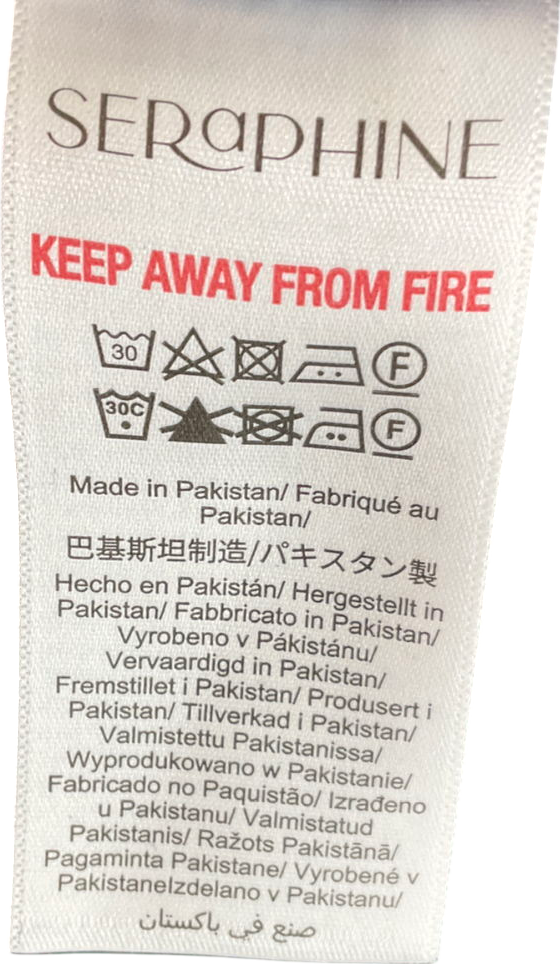 SERaPHINE
KEEP AWAY FROM FIRE
30 F
30C F
Made in Pakistan/ Fabriqué au
Pakistan/
巴基斯坦制造/パキスタン製
Hecho en Pakistán/ Hergestellt in
Pakistan/ Fabbricato in Pakistan/
Vyrobeno v Pákistánu/
Vervaardigd in Pakistan/
Fremstillet i Pakistan/ Produsert i
Pakistan/ Tillverkad i Pakistan/
Valmistettu Pakistanissa/
Wyprodukowano w Pakistanie/
Fabricado no Paquistão/ Izrađeno
u Pakistanu/ Valmistatud
Pakistanis/ Ražots Pakistānā/
Pagaminta Pakistane/ Vyrobené v
PakistaneIzdelano v Pakistanu/
صنع في باكستان